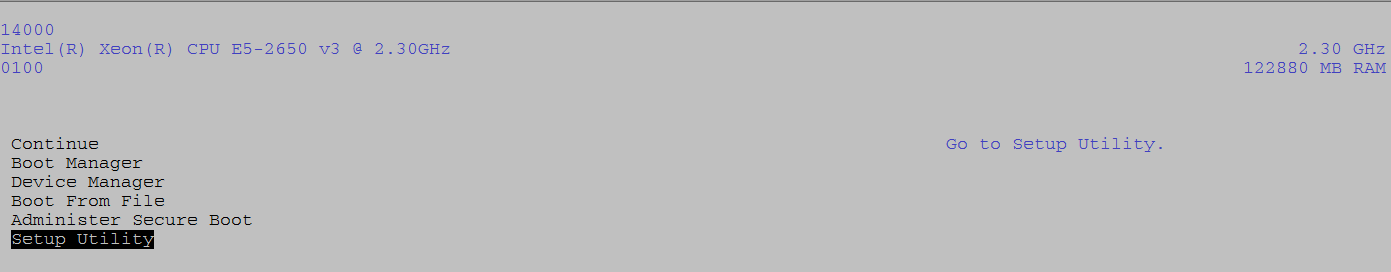 14000
Intel(R) Xeon(R) CPU E5-2650 v3 @ 2.30GHz 2.30 GHz
0100 122880 MB RAM
Continue Go to Setup Utility.
Boot Manager
Device Manager
Boot From File
Administer Secure Boot
Setup Utility